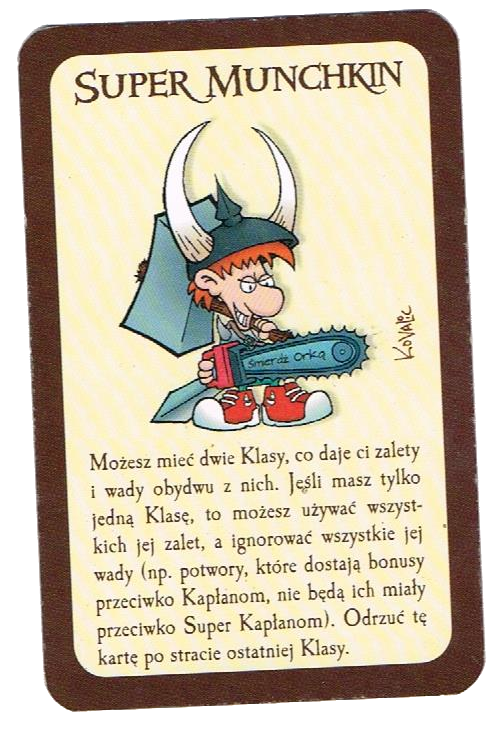 SUPER MUNCHKIN
Śmierdź Orką
Kovalic
Możesz mieć dwie Klasy, co daje ci zalety
i wady obydwu z nich. Jeśli masz tylko
jedną Klasę, to możesz używać wszyst-
kich jej zalet, a ignorować wszystkie jej
wady (np. potwory, które dostają bonusy
przeciwko Kapłanom, nie będą ich miały
przeciwko Super Kapłanom). Odrzuć tę
kartę po stracie ostatniej Klasy.